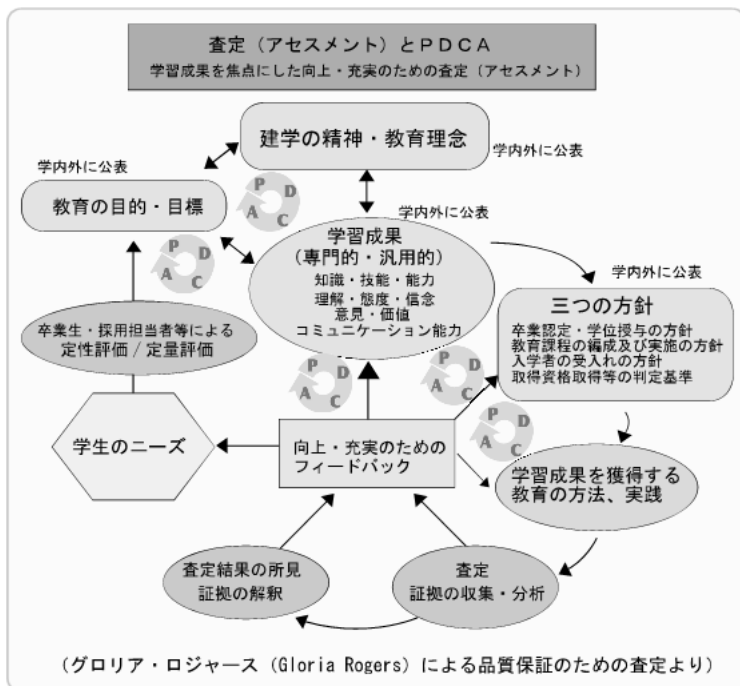 査定（アセスメント）とPDCA
学習成果を焦点にした向上・充実のための査定（アセスメント）
建学の精神・教育理念
学内外に公表
学内外に公表
教育の目的・目標
P
D
A
C
学内外に公表
P
D
A
C
学習成果
(専門的・汎用的)
知識・技能・能力
理解・態度・信念
意見・価値
コミュニケーション能力
学内外に公表
三つの方針
卒業認定・学位授与の方針
教育課程の編成及び実施の方針
入学者の受入れの方針
取得資格取得等の判定基準
卒業生・採用担当者等による
定性評価 / 定量評価
P
D
A
C
P
D
A
C
P
D
A
C
学生のニーズ
向上・充実のための
フィードバック
学習成果を獲得する
教育の方法、実践
査定結果の所見
証拠の解釈
査定
証拠の収集・分析
(グロリア・ロジャース (Gloria Rogers) による品質保証のための査定より)